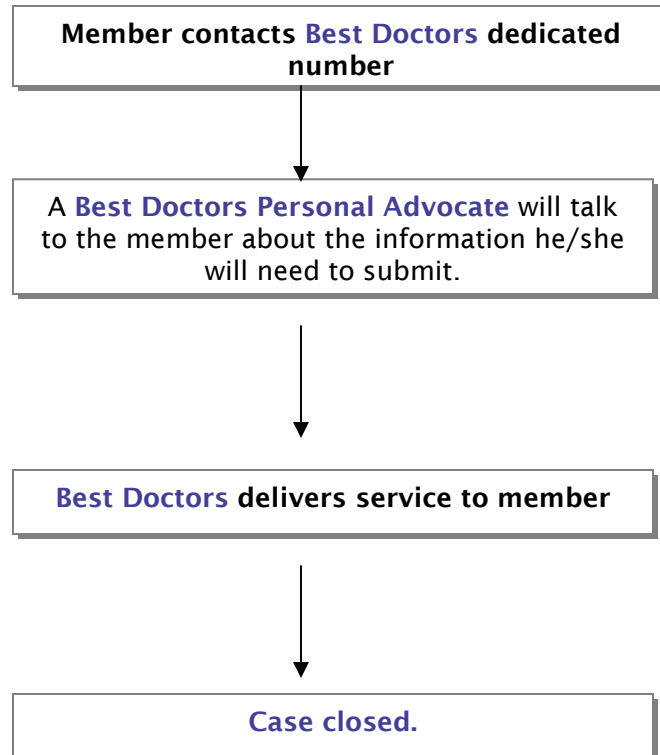 Member contacts Best Doctors dedicated
number
A Best Doctors Personal Advocate will talk
to the member about the information he/she
will need to submit.
Best Doctors delivers service to member
Case closed.